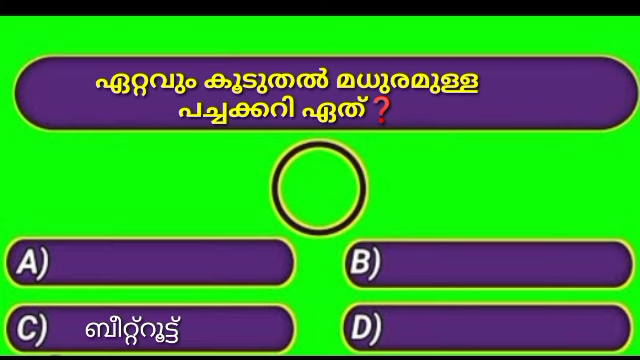 ഏറ്റവും കൂടുതൽ മധുരമുള്ള
പച്ചക്കറി ഏത്❓
A)
B)
C) ബീറ്റ്റൂട്ട്
D)